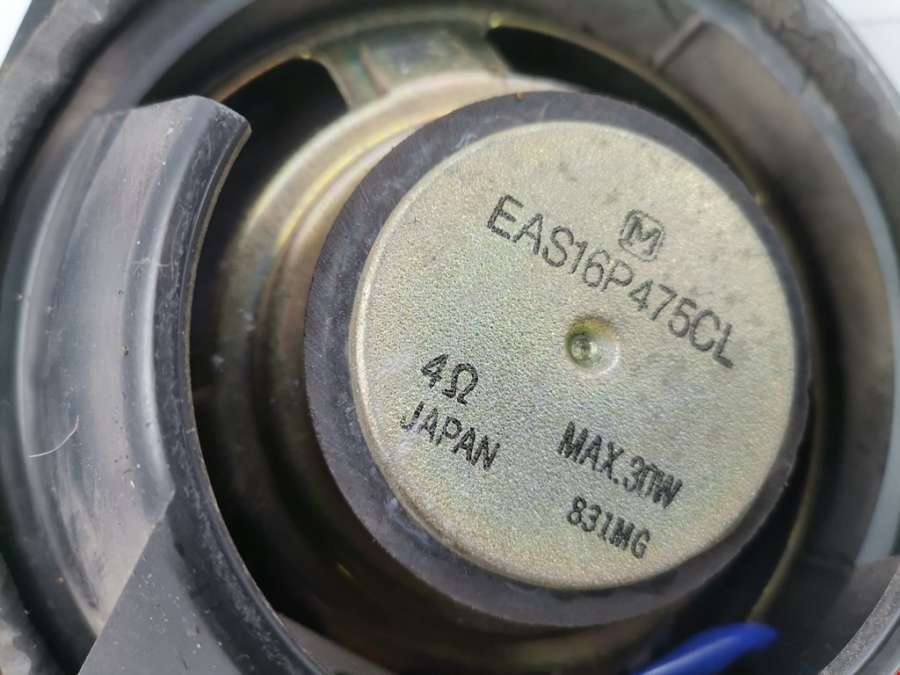 M
EAS16P475CL
4Ω
JAPAN
MAX.30W
831MG